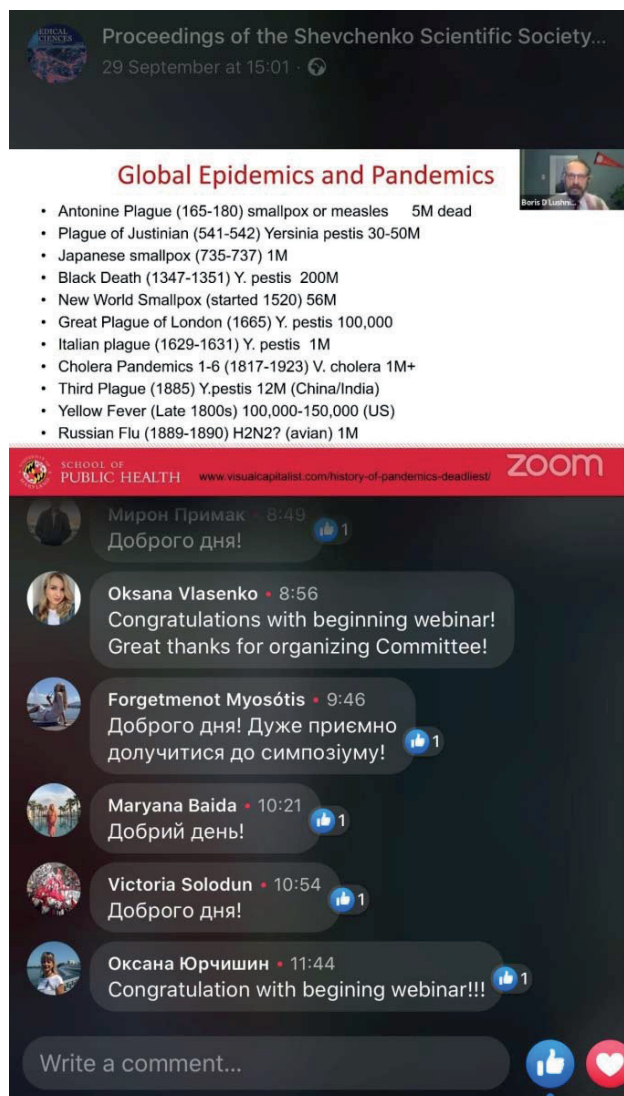 EDICAL
CIENCES
Proceedings of the Shevchenko Scientific Society...
29 September at 15:01 ·
Global Epidemics and Pandemics
Boris D Lushni...
• Antonine Plague (165-180) smallpox or measles 5M dead
• Plague of Justinian (541-542) Yersinia pestis 30-50M
• Japanese smallpox (735-737) 1M
• Black Death (1347-1351) Y. pestis 200M
• New World Smallpox (started 1520) 56M
• Great Plague of London (1665) Y. pestis 100,000
• Italian plague (1629-1631) Y. pestis 1M
• Cholera Pandemics 1-6 (1817-1923) V. cholera 1M+
• Third Plague (1885) Y.pestis 12M (China/India)
• Yellow Fever (Late 1800s) 100,000-150,000 (US)
• Russian Flu (1889-1890) H2N2? (avian) 1M
SCHOOL OF
PUBLIC HEALTH
www.visualcapitalist.com/history-of-pandemics-deadliest/
zoom
Мирон Примак • 8:49
Доброго дня!
1
Oksana Vlasenko • 8:56
Congratulations with beginning webinar!
Great thanks for organizing Committee!
Forgetmenot Myosótis • 9:46
Доброго дня! Дуже приємно
долучитися до симпозіуму!
1
Maryana Baida • 10:21
Добрий день!
1
Victoria Solodun • 10:54
Доброго дня!
1
Оксана Юрчишин • 11:44
Congratulation with begining webinar!!!
1
Write a comment...